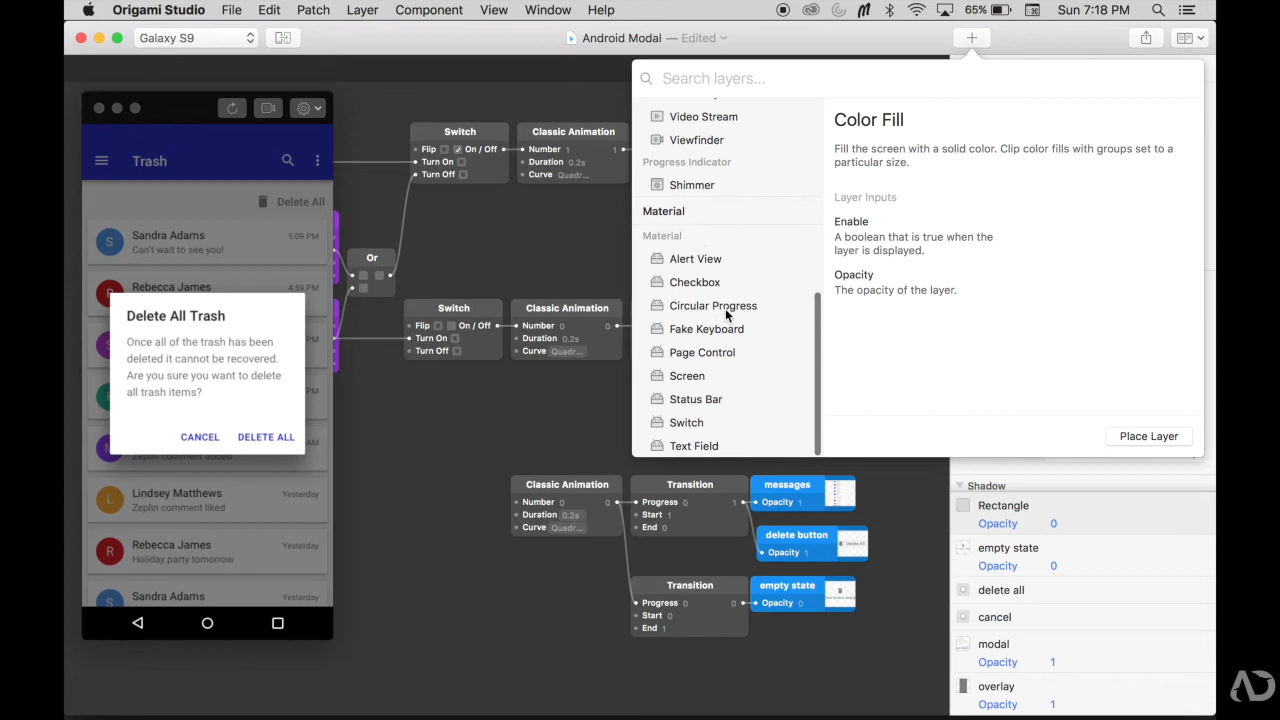 Origami Studio File Edit Patch Layer Component View Window Help
65% Sun 7:18 PM
Galaxy S9
Android Modal — Edited
Search layers...
Video Stream
Viewfinder
Progress Indicator
Shimmer
Material
Material
Alert View
Checkbox
Circular Progress
Fake Keyboard
Page Control
Screen
Status Bar
Switch
Text Field
Color Fill
Fill the screen with a solid color. Clip color fills with groups set to a
particular size.
Layer Inputs
Enable
A boolean that is true when the
layer is displayed.
Opacity
The opacity of the layer.
Place Layer
Trash
Delete All
Sandra Adams 5:09 PM
Can't wait to see you!
Rebecca James 4:59 PM
Delete All Trash
Once all of the trash has been
deleted it cannot be recovered.
Are you sure you want to delete
all trash items?
CANCEL DELETE ALL
Zeplin comment added
Lindsey Matthews Yesterday
Zeplin comment liked
Rebecca James Yesterday
Holiday party tomorrow
Sandra Adams Yesterday
Switch
Flip On / Off
Turn On
Turn Off
Classic Animation
Number 1 1
Duration 0.2s
Curve Quadr...
Or
Switch
Flip On / Off
Turn On
Turn Off
Classic Animation
Number 0 0
Duration 0.2s
Curve Quadr...
Classic Animation
Number 0 0
Duration 0.2s
Curve Quadr...
Transition
Progress 0 1
Start 1
End 0
messages
Opacity 1
delete button
Opacity 1
Transition
Progress 0 0
Start 0
End 1
empty state
Opacity 0
Shadow
Rectangle
Opacity 0
empty state
Opacity 0
delete all
cancel
modal
Opacity 1
overlay
Opacity 1